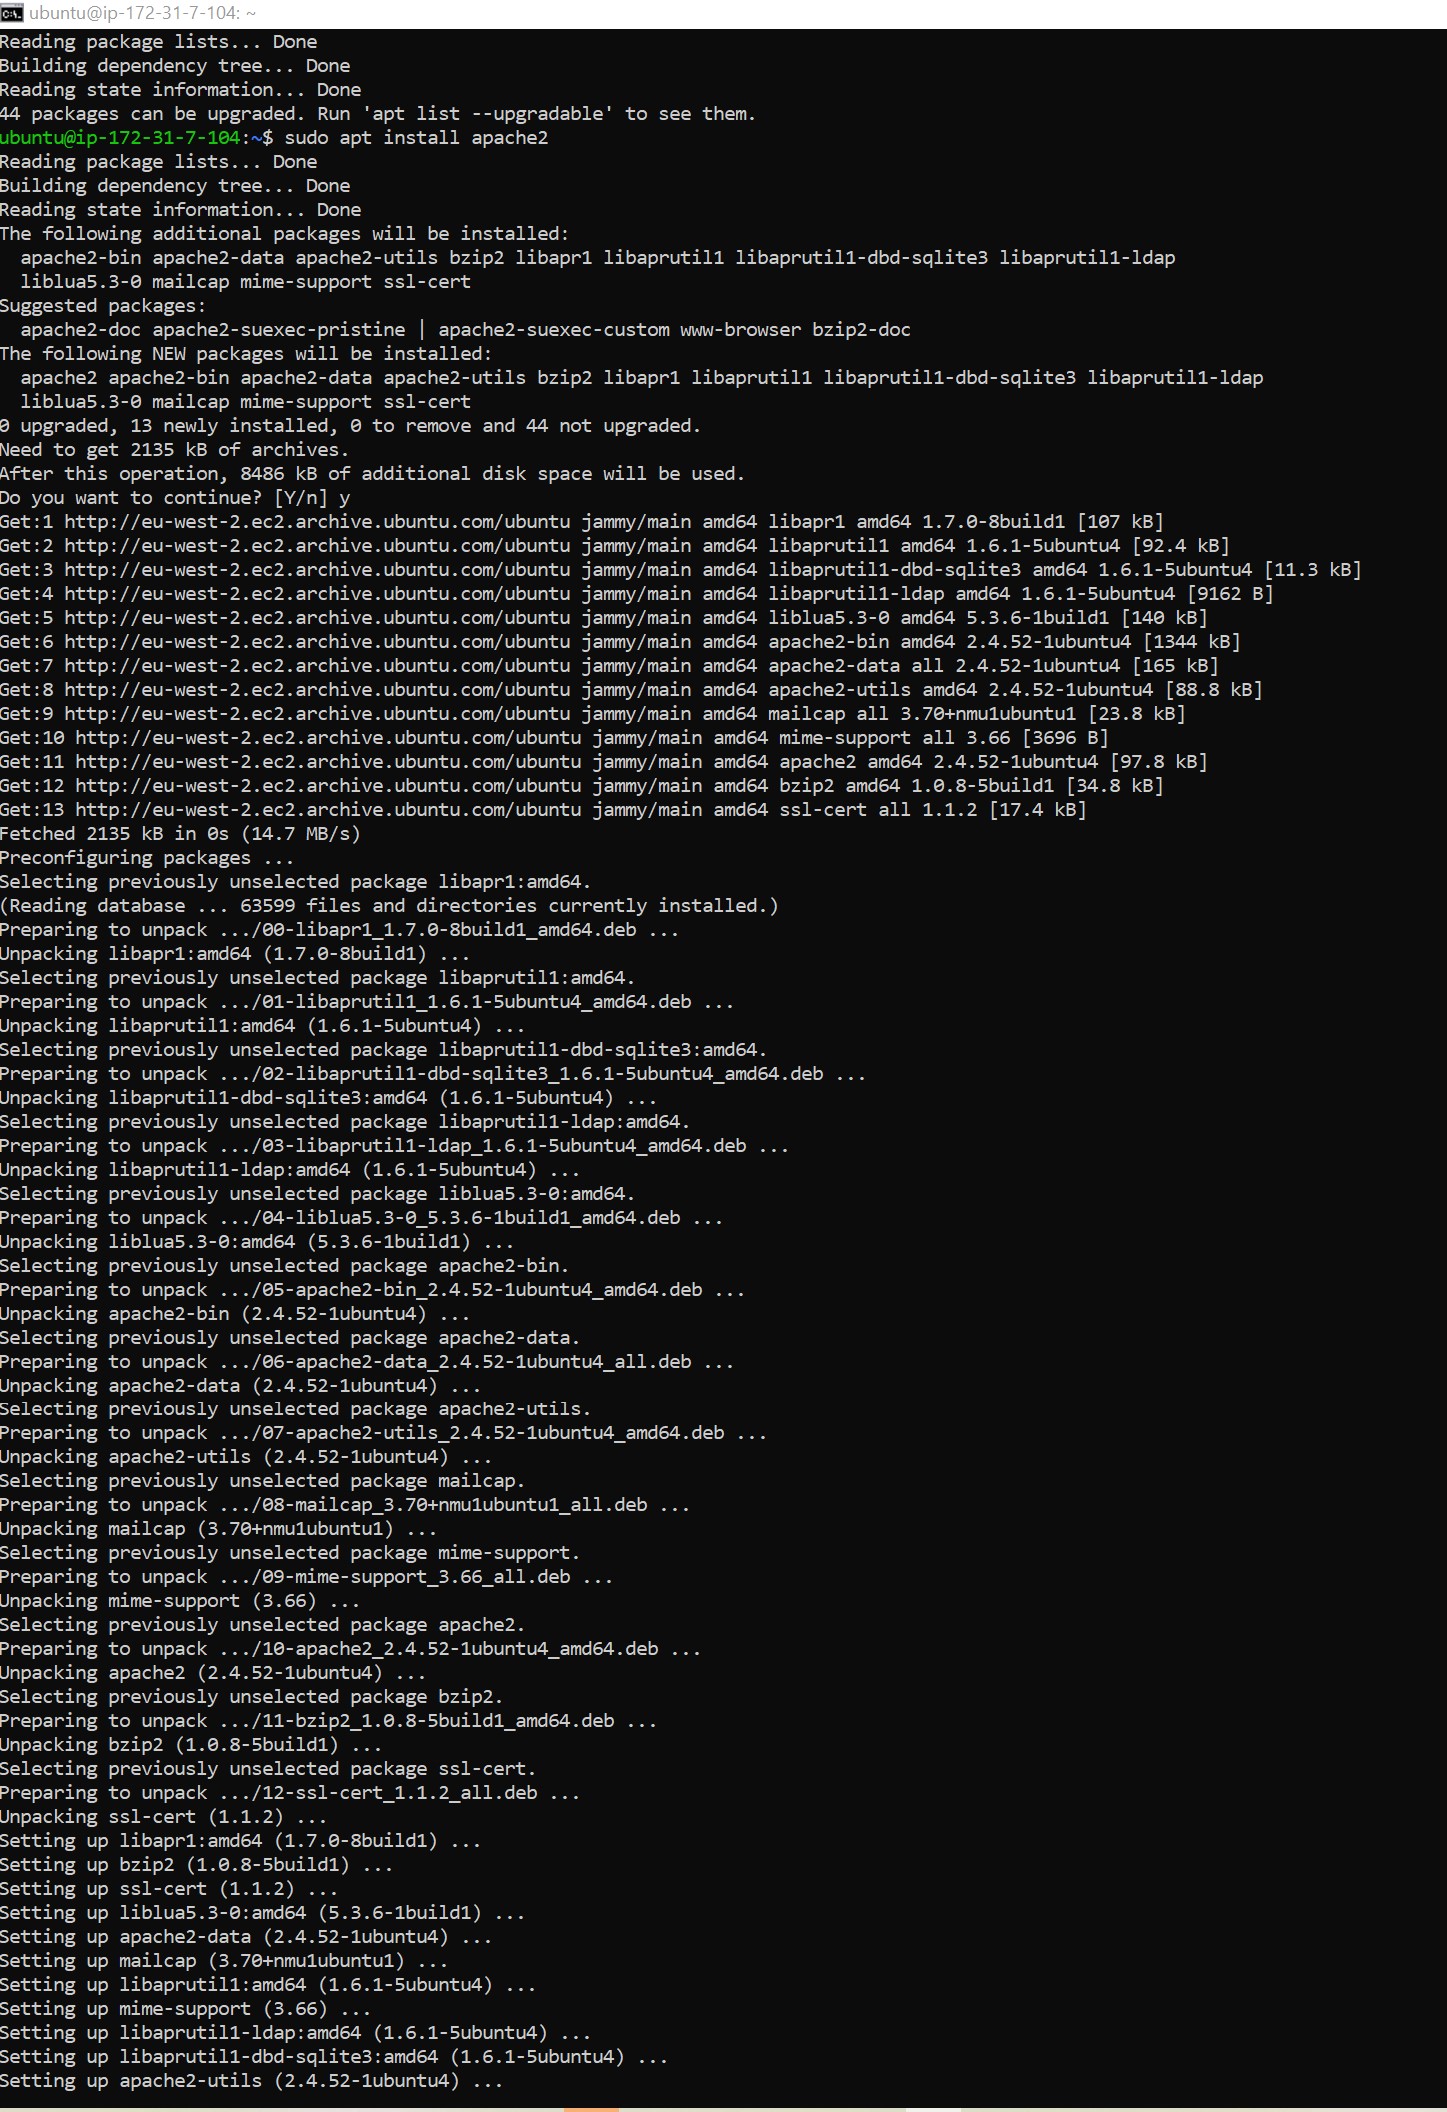 ubuntu@ip-172-31-7-104: ~
Reading package lists... Done
Building dependency tree... Done
Reading state information... Done
44 packages can be upgraded. Run 'apt list --upgradable' to see them.
ubuntu@ip-172-31-7-104:~$ sudo apt install apache2
Reading package lists... Done
Building dependency tree... Done
Reading state information... Done
The following additional packages will be installed:
  apache2-bin apache2-data apache2-utils bzip2 libapr1 libaprutil1 libaprutil1-dbd-sqlite3 libaprutil1-ldap
  liblua5.3-0 mailcap mime-support ssl-cert
Suggested packages:
  apache2-doc apache2-suexec-pristine | apache2-suexec-custom www-browser bzip2-doc
The following NEW packages will be installed:
  apache2 apache2-bin apache2-data apache2-utils bzip2 libapr1 libaprutil1 libaprutil1-dbd-sqlite3 libaprutil1-ldap
  liblua5.3-0 mailcap mime-support ssl-cert
0 upgraded, 13 newly installed, 0 to remove and 44 not upgraded.
Need to get 2135 kB of archives.
After this operation, 8486 kB of additional disk space will be used.
Do you want to continue? [Y/n] y
Get:1 http://eu-west-2.ec2.archive.ubuntu.com/ubuntu jammy/main amd64 libapr1 amd64 1.7.0-8build1 [107 kB]
Get:2 http://eu-west-2.ec2.archive.ubuntu.com/ubuntu jammy/main amd64 libaprutil1 amd64 1.6.1-5ubuntu4 [92.4 kB]
Get:3 http://eu-west-2.ec2.archive.ubuntu.com/ubuntu jammy/main amd64 libaprutil1-dbd-sqlite3 amd64 1.6.1-5ubuntu4 [11.3 kB]
Get:4 http://eu-west-2.ec2.archive.ubuntu.com/ubuntu jammy/main amd64 libaprutil1-ldap amd64 1.6.1-5ubuntu4 [9162 B]
Get:5 http://eu-west-2.ec2.archive.ubuntu.com/ubuntu jammy/main amd64 liblua5.3-0 amd64 5.3.6-1build1 [140 kB]
Get:6 http://eu-west-2.ec2.archive.ubuntu.com/ubuntu jammy/main amd64 apache2-bin amd64 2.4.52-1ubuntu4 [1344 kB]
Get:7 http://eu-west-2.ec2.archive.ubuntu.com/ubuntu jammy/main amd64 apache2-data all 2.4.52-1ubuntu4 [165 kB]
Get:8 http://eu-west-2.ec2.archive.ubuntu.com/ubuntu jammy/main amd64 apache2-utils amd64 2.4.52-1ubuntu4 [88.8 kB]
Get:9 http://eu-west-2.ec2.archive.ubuntu.com/ubuntu jammy/main amd64 mailcap all 3.70+nmu1ubuntu1 [23.8 kB]
Get:10 http://eu-west-2.ec2.archive.ubuntu.com/ubuntu jammy/main amd64 mime-support all 3.66 [3696 B]
Get:11 http://eu-west-2.ec2.archive.ubuntu.com/ubuntu jammy/main amd64 apache2 amd64 2.4.52-1ubuntu4 [97.8 kB]
Get:12 http://eu-west-2.ec2.archive.ubuntu.com/ubuntu jammy/main amd64 bzip2 amd64 1.0.8-5build1 [34.8 kB]
Get:13 http://eu-west-2.ec2.archive.ubuntu.com/ubuntu jammy/main amd64 ssl-cert all 1.1.2 [17.4 kB]
Fetched 2135 kB in 0s (14.7 MB/s)
Preconfiguring packages ...
Selecting previously unselected package libapr1:amd64.
(Reading database ... 63599 files and directories currently installed.)
Preparing to unpack .../00-libapr1_1.7.0-8build1_amd64.deb ...
Unpacking libapr1:amd64 (1.7.0-8build1) ...
Selecting previously unselected package libaprutil1:amd64.
Preparing to unpack .../01-libaprutil1_1.6.1-5ubuntu4_amd64.deb ...
Unpacking libaprutil1:amd64 (1.6.1-5ubuntu4) ...
Selecting previously unselected package libaprutil1-dbd-sqlite3:amd64.
Preparing to unpack .../02-libaprutil1-dbd-sqlite3_1.6.1-5ubuntu4_amd64.deb ...
Unpacking libaprutil1-dbd-sqlite3:amd64 (1.6.1-5ubuntu4) ...
Selecting previously unselected package libaprutil1-ldap:amd64.
Preparing to unpack .../03-libaprutil1-ldap_1.6.1-5ubuntu4_amd64.deb ...
Unpacking libaprutil1-ldap:amd64 (1.6.1-5ubuntu4) ...
Selecting previously unselected package liblua5.3-0:amd64.
Preparing to unpack .../04-liblua5.3-0_5.3.6-1build1_amd64.deb ...
Unpacking liblua5.3-0:amd64 (5.3.6-1build1) ...
Selecting previously unselected package apache2-bin.
Preparing to unpack .../05-apache2-bin_2.4.52-1ubuntu4_amd64.deb ...
Unpacking apache2-bin (2.4.52-1ubuntu4) ...
Selecting previously unselected package apache2-data.
Preparing to unpack .../06-apache2-data_2.4.52-1ubuntu4_all.deb ...
Unpacking apache2-data (2.4.52-1ubuntu4) ...
Selecting previously unselected package apache2-utils.
Preparing to unpack .../07-apache2-utils_2.4.52-1ubuntu4_amd64.deb ...
Unpacking apache2-utils (2.4.52-1ubuntu4) ...
Selecting previously unselected package mailcap.
Preparing to unpack .../08-mailcap_3.70+nmu1ubuntu1_all.deb ...
Unpacking mailcap (3.70+nmu1ubuntu1) ...
Selecting previously unselected package mime-support.
Preparing to unpack .../09-mime-support_3.66_all.deb ...
Unpacking mime-support (3.66) ...
Selecting previously unselected package apache2.
Preparing to unpack .../10-apache2_2.4.52-1ubuntu4_amd64.deb ...
Unpacking apache2 (2.4.52-1ubuntu4) ...
Selecting previously unselected package bzip2.
Preparing to unpack .../11-bzip2_1.0.8-5build1_amd64.deb ...
Unpacking bzip2 (1.0.8-5build1) ...
Selecting previously unselected package ssl-cert.
Preparing to unpack .../12-ssl-cert_1.1.2_all.deb ...
Unpacking ssl-cert (1.1.2) ...
Setting up libapr1:amd64 (1.7.0-8build1) ...
Setting up bzip2 (1.0.8-5build1) ...
Setting up ssl-cert (1.1.2) ...
Setting up liblua5.3-0:amd64 (5.3.6-1build1) ...
Setting up apache2-data (2.4.52-1ubuntu4) ...
Setting up mailcap (3.70+nmu1ubuntu1) ...
Setting up libaprutil1:amd64 (1.6.1-5ubuntu4) ...
Setting up mime-support (3.66) ...
Setting up libaprutil1-ldap:amd64 (1.6.1-5ubuntu4) ...
Setting up libaprutil1-dbd-sqlite3:amd64 (1.6.1-5ubuntu4) ...
Setting up apache2-utils (2.4.52-1ubuntu4) ...